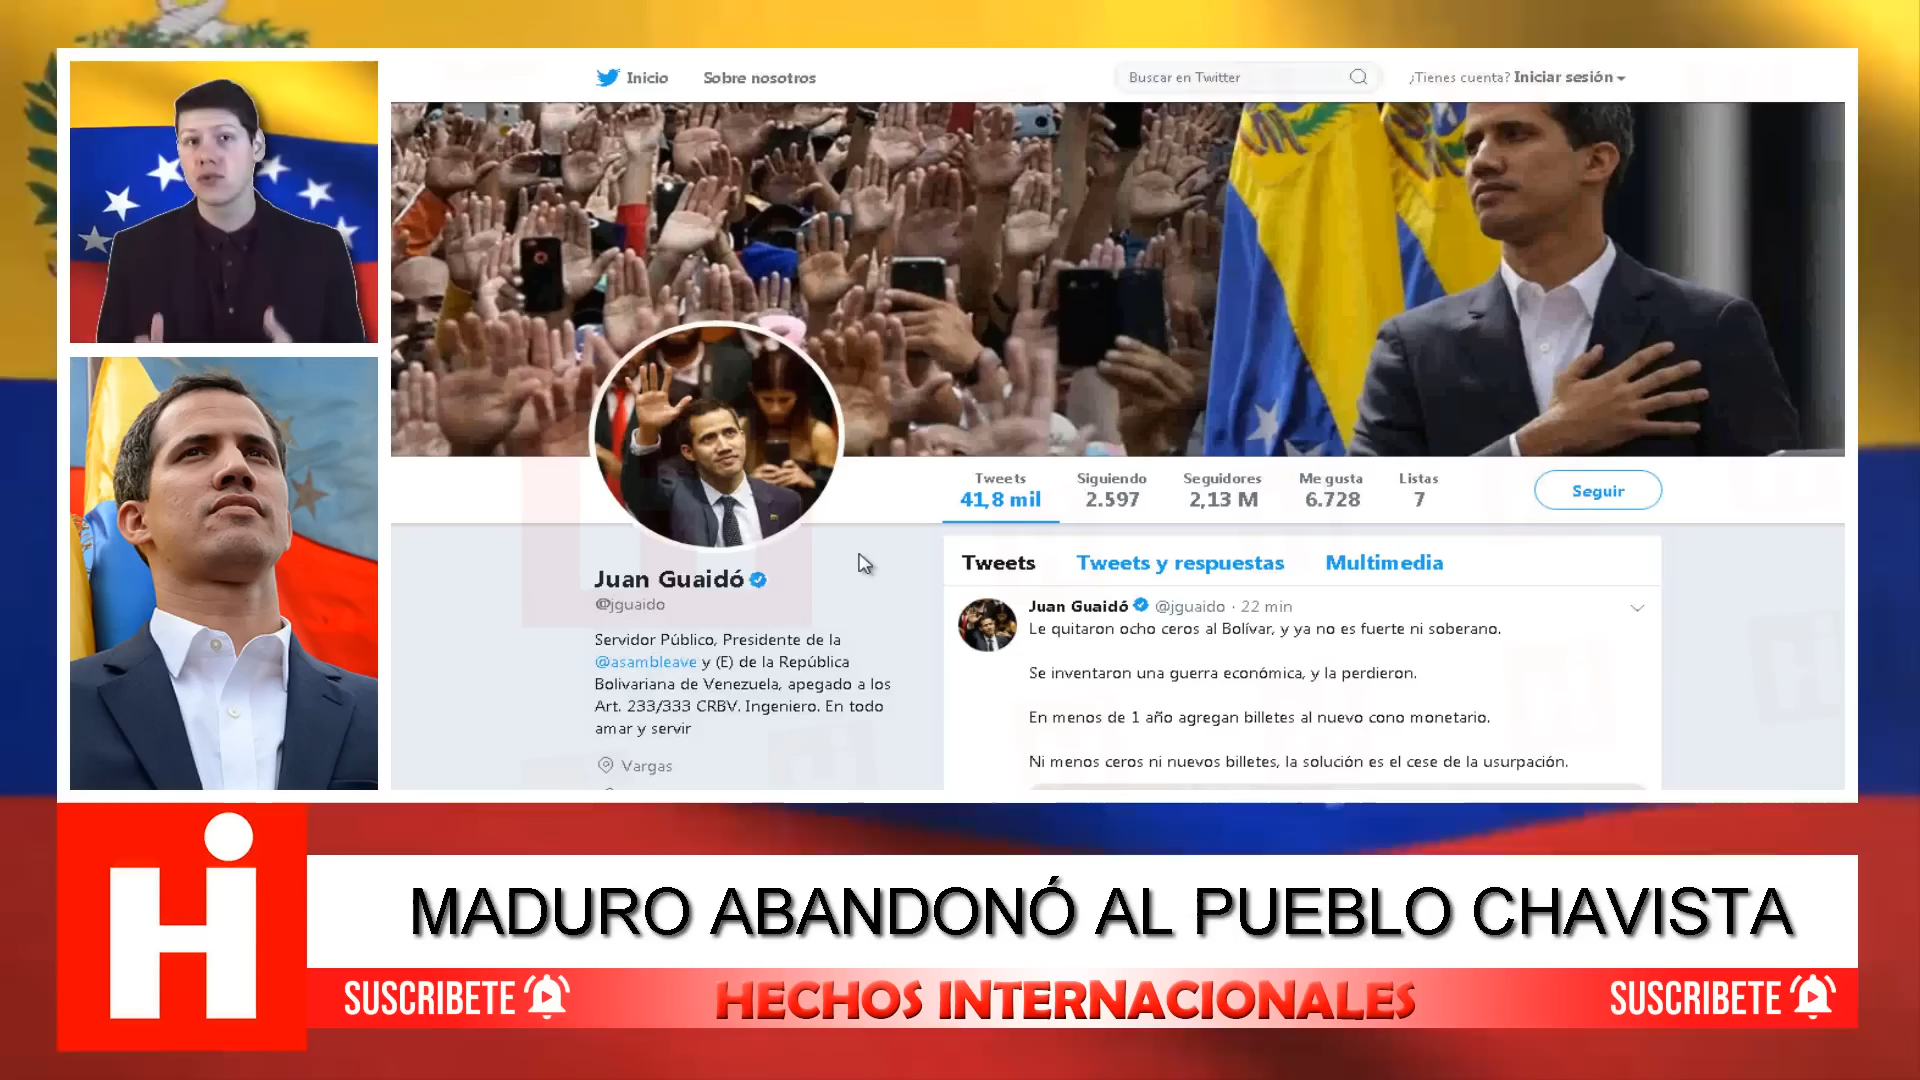 Inicio
Sobre nosotros
Buscar en Twitter
¿Tienes cuenta? Iniciar sesión
Tweets
41,8 mil
Siguiendo
2.597
Seguidores
2,13 M
Me gusta
6.728
Listas
7
Seguir
Juan Guaidó
@jguaido
Servidor Público, Presidente de la
@asambleave y (E) de la República
Bolivariana de Venezuela, apegado a los
Art. 233/333 CRBV. Ingeniero. En todo
amar y servir
Vargas
Tweets
Tweets y respuestas
Multimedia
Juan Guaidó @jguaido · 22 min
Le quitaron ocho ceros al Bolívar, y ya no es fuerte ni soberano.
Se inventaron una guerra económica, y la perdieron.
En menos de 1 año agregan billetes al nuevo cono monetario.
Ni menos ceros ni nuevos billetes, la solución es el cese de la usurpación.
Hi
MADURO ABANDONÓ AL PUEBLO CHAVISTA
SUSCRIBETE
HECHOS INTERNACIONALES
SUSCRIBETE